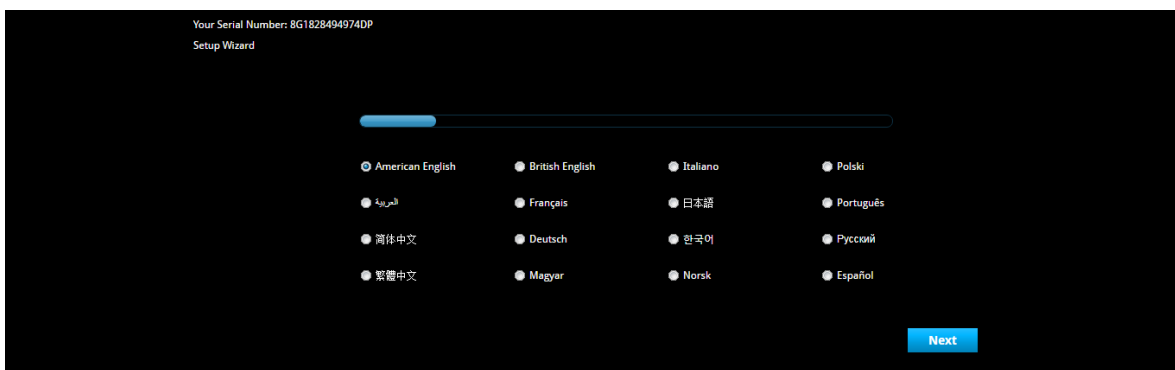 Your Serial Number: 8G1828494974DP
Setup Wizard
American English British English Italiano Polski
العربية Français 日本語 Português
简体中文 Deutsch 한국어 Русский
繁體中文 Magyar Norsk Español
Next